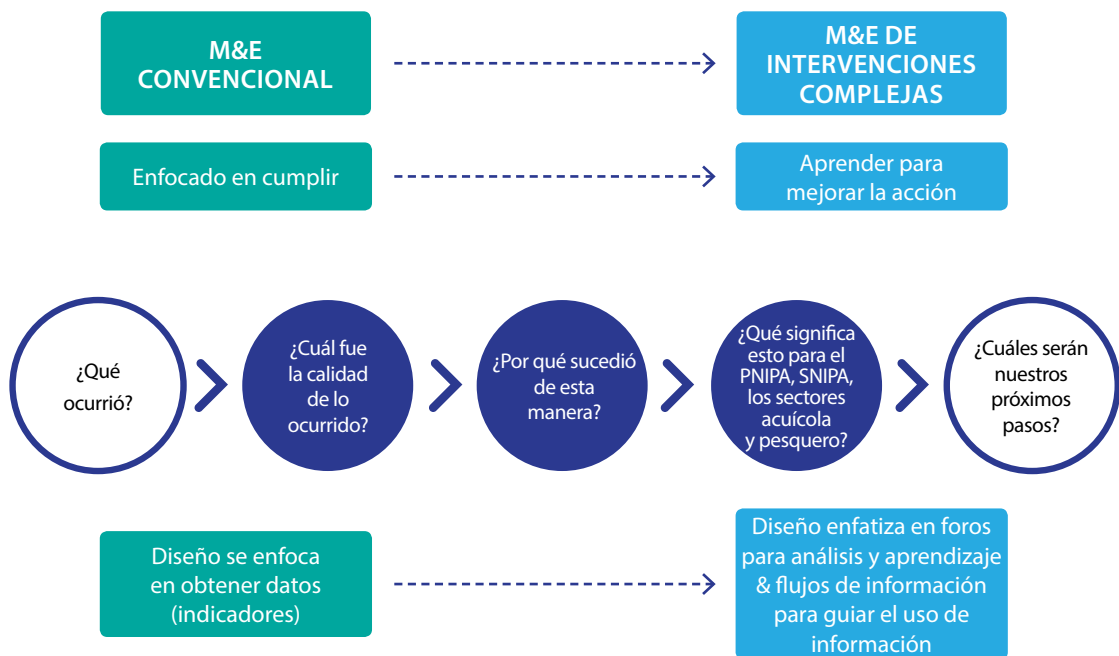 M&E
CONVENCIONAL
M&E DE
INTERVENCIONES
COMPLEJAS
Enfocado en cumplir
Aprender para
mejorar la acción
¿Qué
ocurrió?
¿Cuál fue
la calidad
de lo
ocurrido?
¿Por qué sucedió
de esta
manera?
¿Qué significa
esto para el
PNIPA, SNIPA,
los sectores
acuícola
y pesquero?
¿Cuáles serán
nuestros
próximos
pasos?
Diseño se enfoca
en obtener datos
(indicadores)
Diseño enfatiza en foros
para análisis y aprendizaje
& flujos de información
para guiar el uso de
información